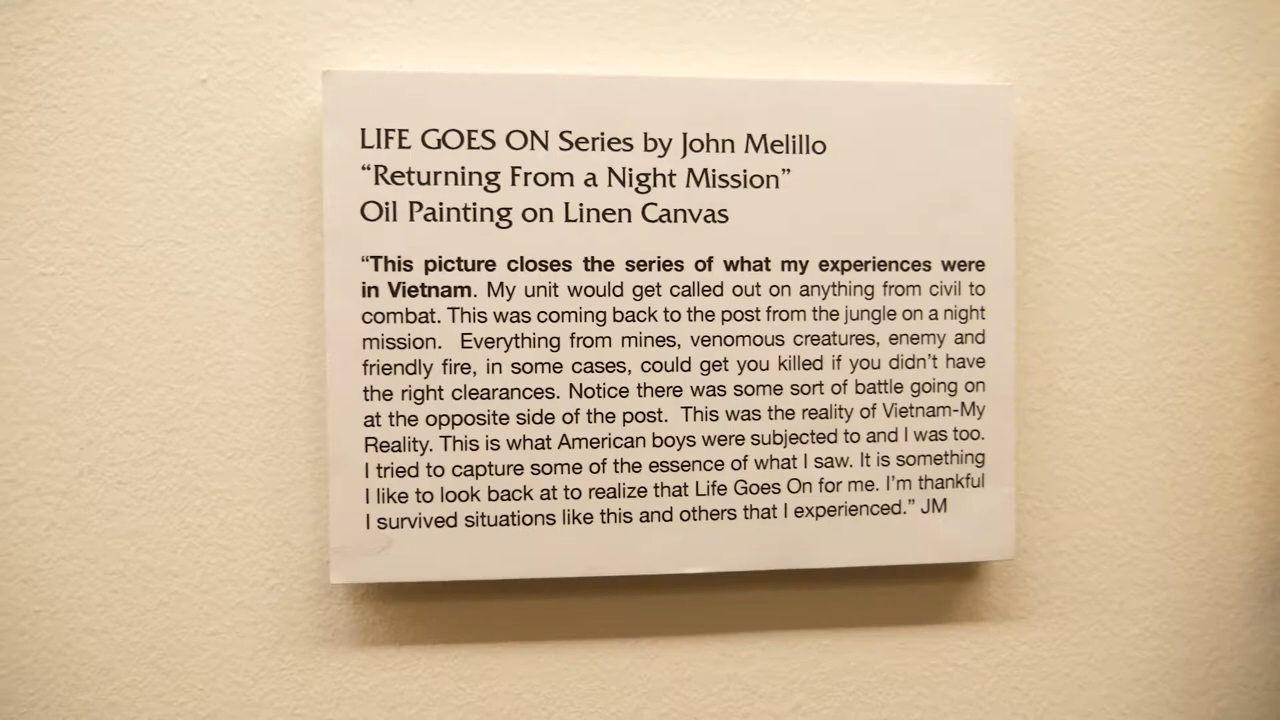 LIFE GOES ON Series by John Melillo
“Returning From a Night Mission”
Oil Painting on Linen Canvas
“This picture closes the series of what my experiences were
in Vietnam. My unit would get called out on anything from civil to
combat. This was coming back to the post from the jungle on a night
mission.  Everything from mines, venomous creatures, enemy and
friendly fire, in some cases, could get you killed if you didn’t have
the right clearances. Notice there was some sort of battle going on
at the opposite side of the post.  This was the reality of Vietnam-My
Reality. This is what American boys were subjected to and I was too.
I tried to capture some of the essence of what I saw. It is something
I like to look back at to realize that Life Goes On for me. I’m thankful
I survived situations like this and others that I experienced.” JM